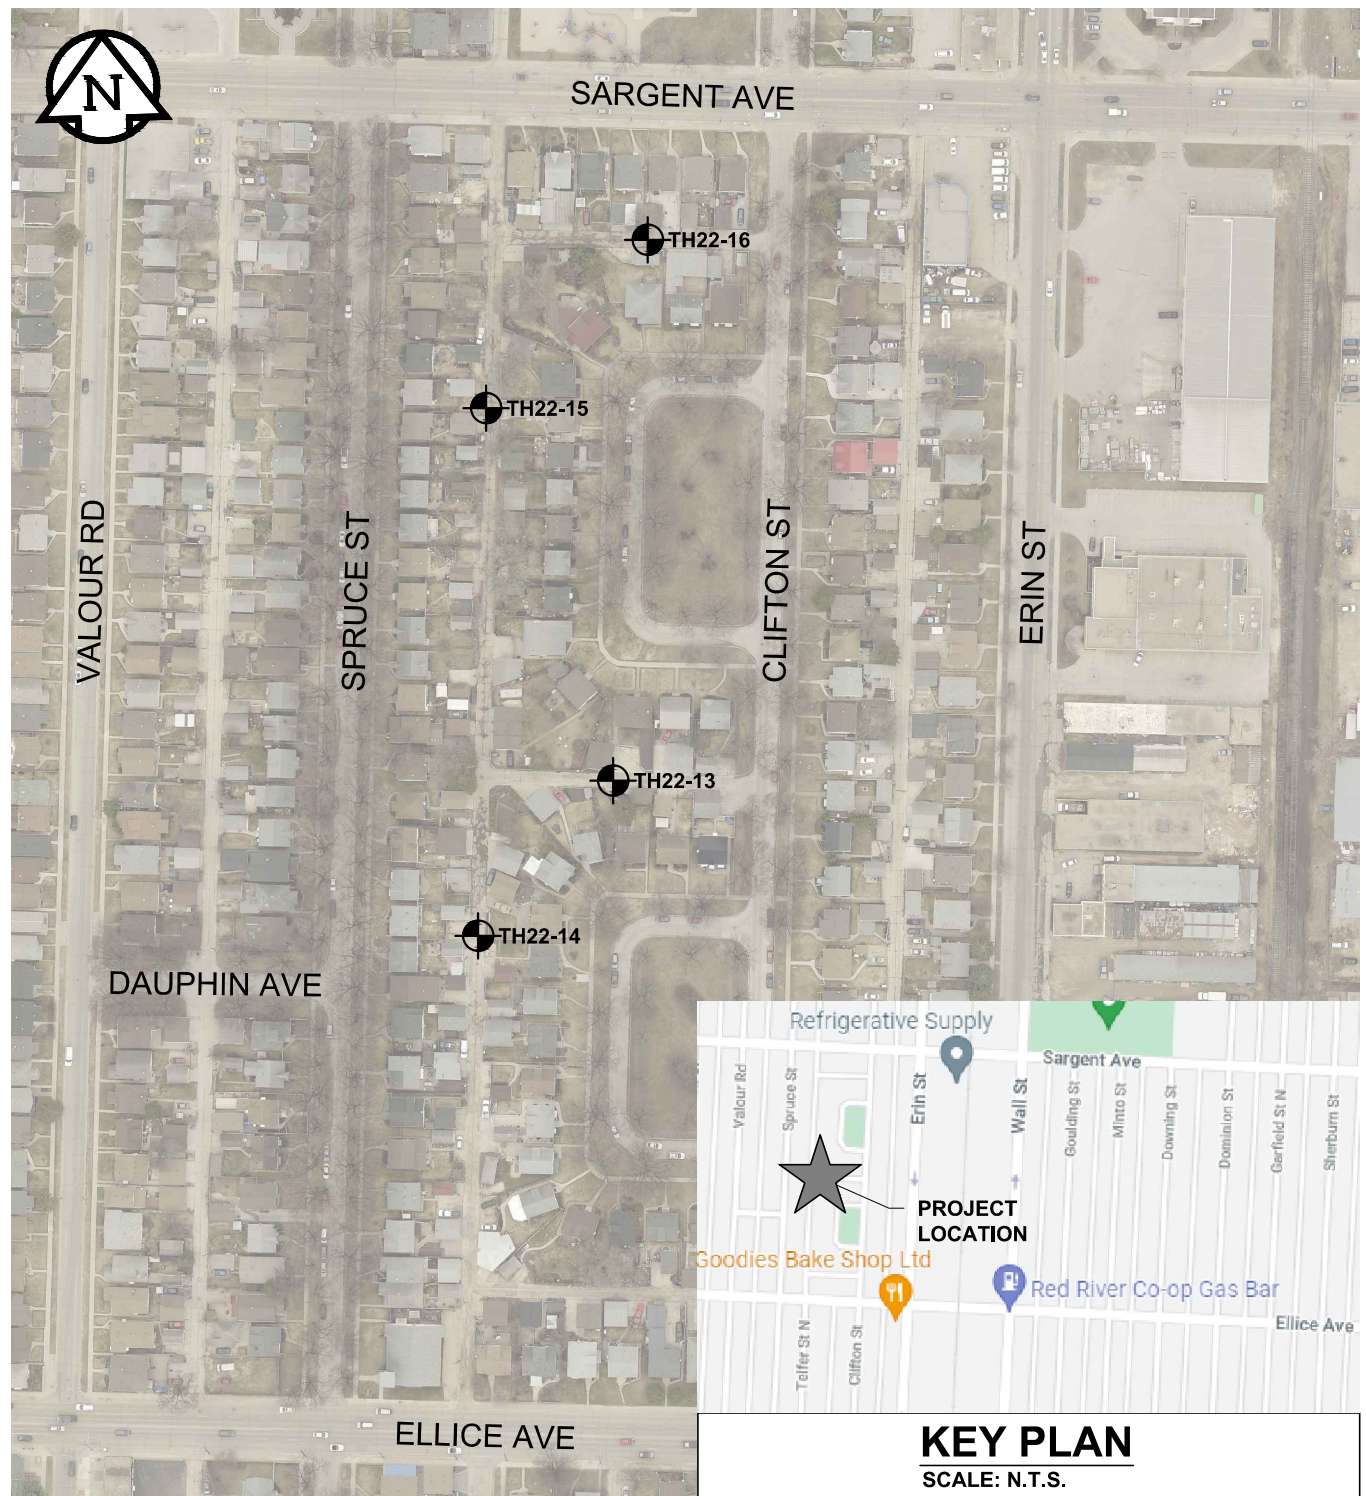 N
SARGENT AVE
TH22-16
TH22-15
VALOUR RD
SPRUCE ST
CLIFTON ST
ERIN ST
TH22-13
TH22-14
DAUPHIN AVE
ELLICE AVE
Refrigerative Supply
Sargent Ave
Valour Rd
Spruce St
Erin St
Wall St
Goulding St
Minto St
Downing St
Dominion St
Garfield St N
Sherburn St
PROJECT
LOCATION
Goodies Bake Shop Ltd
Red River Co-op Gas Bar
Ellice Ave
Telfer St N
Clifton St
KEY PLAN
SCALE: N.T.S.